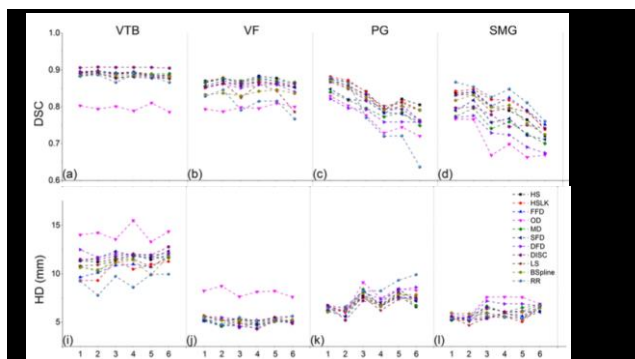 VTB VF PG SMG
1.0
0.9
DSC
0.8
0.7
0.6
(a) (b) (c) (d)
HS
HSLK
FFD
OD
MD
SFD
DFD
DISC
LS
BSpline
RR
15
HD (mm)
10
5
(i) (j) (k) (l)
1 2 3 4 5 6 1 2 3 4 5 6 1 2 3 4 5 6 1 2 3 4 5 6